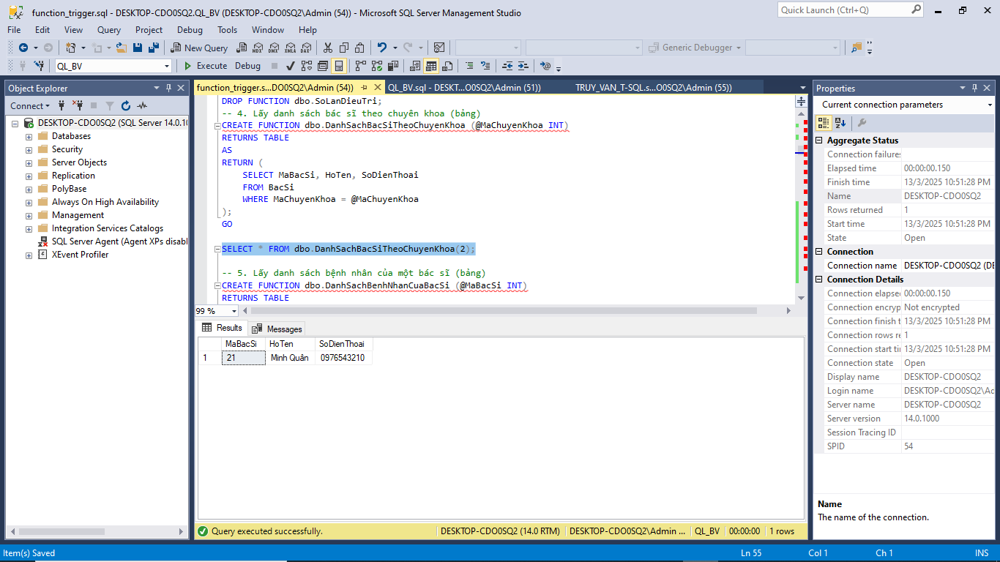 function_trigger.sql - DESKTOP-CDO0SQ2.QL_BV (DESKTOP-CDO0SQ2\Admin (54)) - Microsoft SQL Server Management Studio
Quick Launch (Ctrl+Q)
File Edit View Query Project Debug Tools Window Help
New Query MDX DMX XMLA DAX Generic Debugger
QL_BV Execute Debug
Object Explorer
Connect
DESKTOP-CDO0SQ2 (SQL Server 14.0.10
Databases
Security
Server Objects
Replication
PolyBase
Always On High Availability
Management
Integration Services Catalogs
SQL Server Agent (Agent XPs disabl
XEvent Profiler
function_trigger.s...DO0SQ2\Admin (54)) QL_BV.sql - DESKT...O0SQ2\Admin (51)) TRUY_VAN_T-SQL.s...O0SQ2\Admin (55))
DROP FUNCTION dbo.SoLanDieuTri;
-- 4. Lấy danh sách bác sĩ theo chuyên khoa (bảng)
CREATE FUNCTION dbo.DanhSachBacSiTheoChuyenKhoa (@MaChuyenKhoa INT)
RETURNS TABLE
AS
RETURN (
SELECT MaBacSi, HoTen, SoDienThoai
FROM BacSi
WHERE MaChuyenKhoa = @MaChuyenKhoa
);
GO
SELECT * FROM dbo.DanhSachBacSiTheoChuyenKhoa(2);
-- 5. Lấy danh sách bệnh nhân của một bác sĩ (bảng)
CREATE FUNCTION dbo.DanhSachBenhNhanCuaBacSi (@MaBacSi INT)
RETURNS TABLE
99 %
Results Messages
MaBacSi HoTen SoDienThoai
1 21 Minh Quân 0976543210
Query executed successfully. DESKTOP-CDO0SQ2 (14.0 RTM) DESKTOP-CDO0SQ2\Admin ... QL_BV 00:00:00 1 rows
Properties
Current connection parameters
Aggregate Status
Connection failures
Elapsed time 00:00:00.150
Finish time 13/3/2025 10:51:28 PM
Name DESKTOP-CDO0SQ2
Rows returned 1
Start time 13/3/2025 10:51:28 PM
State Open
Connection
Connection name DESKTOP-CDO0SQ2 (DE
Connection Details
Connection elapse 00:00:00.150
Connection encryp Not encrypted
Connection finish t 13/3/2025 10:51:28 PM
Connection rows re 1
Connection start ti 13/3/2025 10:51:28 PM
Connection state Open
Display name DESKTOP-CDO0SQ2
Login name DESKTOP-CDO0SQ2\Ad
Server name DESKTOP-CDO0SQ2
Server version 14.0.1000
Session Tracing ID
SPID 54
Name
The name of the connection.
Item(s) Saved Ln 55 Col 1 Ch 1 INS